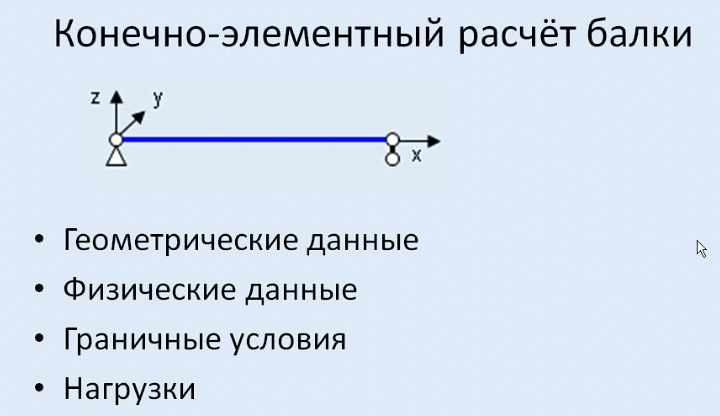 Конечно-элементный расчёт балки
z y
x
• Геометрические данные
• Физические данные
• Граничные условия
• Нагрузки